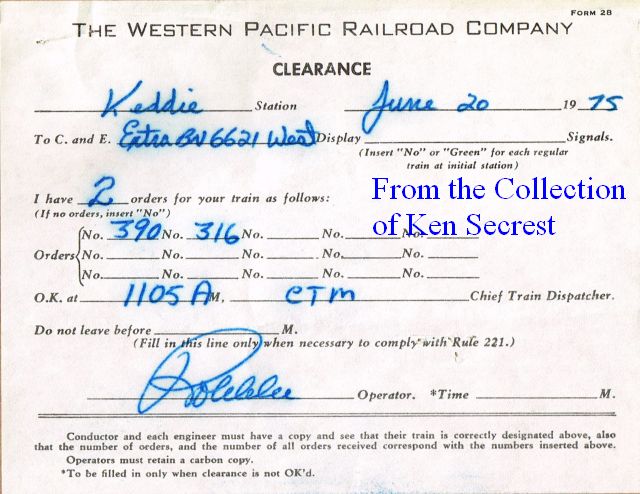 FORM 28
THE WESTERN PACIFIC RAILROAD COMPANY
CLEARANCE
Keddie Station June 20 1975
To C. and E. Extra BN 6621 West Display Signals.
(Insert "No" or "Green" for each regular
train at initial station)
I have 2 orders for your train as follows:
(If no orders, insert "No")
From the Collection
of Ken Secrest
Orders
No. 390 No. 316 No. No. No.
No. No. No. No. No.
No. No. No. No. No.
O.K. at 1105 A M, CTM Chief Train Dispatcher.
Do not leave before M.
(Fill in this line only when necessary to comply with Rule 221.)
Operator. *Time M.
Conductor and each engineer must have a copy and see that their train is correctly designated above, also
that the number of orders, and the number of all orders received correspond with the numbers inserted above.
Operators must retain a carbon copy.
*To be filled in only when clearance is not OK'd.